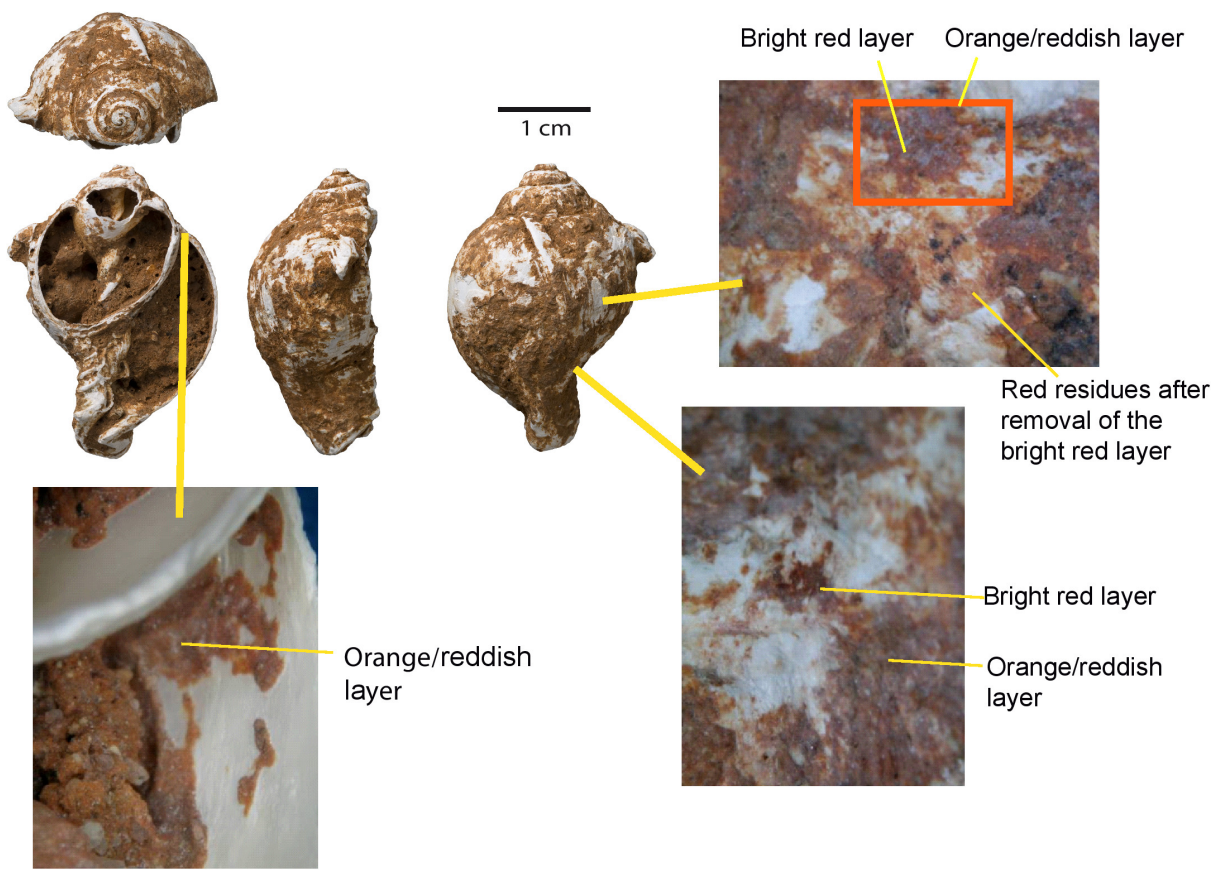 Bright red layer
Orange/reddish layer
1 cm
Red residues after
removal of the
bright red layer
Bright red layer
Orange/reddish
layer
Orange/reddish
layer